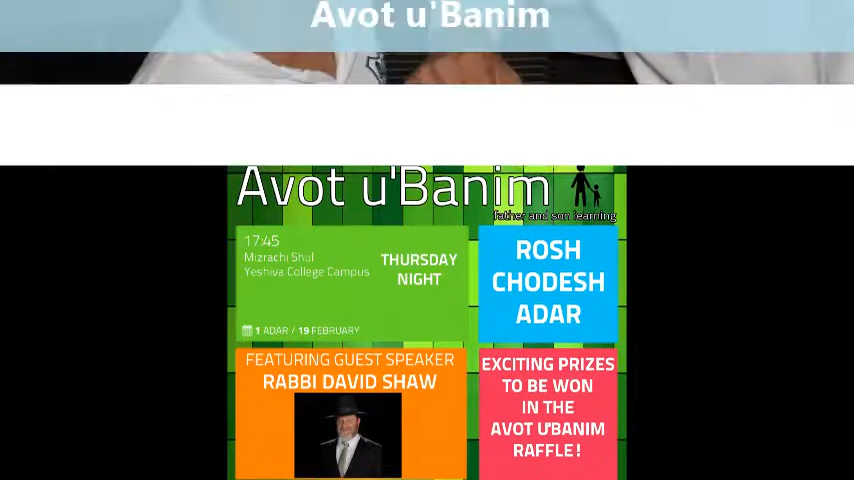 Avot u'Banim
Avot u'Banim
father and son learning
17:45
Mizrachi Shul
Yeshiva College Campus
THURSDAY
NIGHT
1 ADAR / 19 FEBRUARY
ROSH
CHODESH
ADAR
FEATURING GUEST SPEAKER
RABBI DAVID SHAW
EXCITING PRIZES
TO BE WON
IN THE
AVOT U'BANIM
RAFFLE!